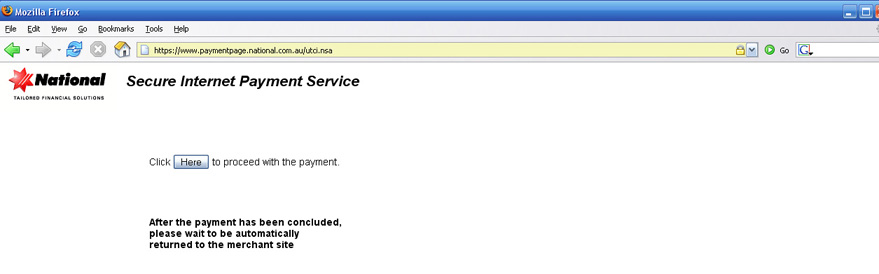 Mozilla Firefox
File Edit View Go Bookmarks Tools Help
https://www.paymentpage.national.com.au/utci.nsa Go G
National Secure Internet Payment Service
TAILORED FINANCIAL SOLUTIONS
Click Here to proceed with the payment.
After the payment has been concluded,
please wait to be automatically
returned to the merchant site